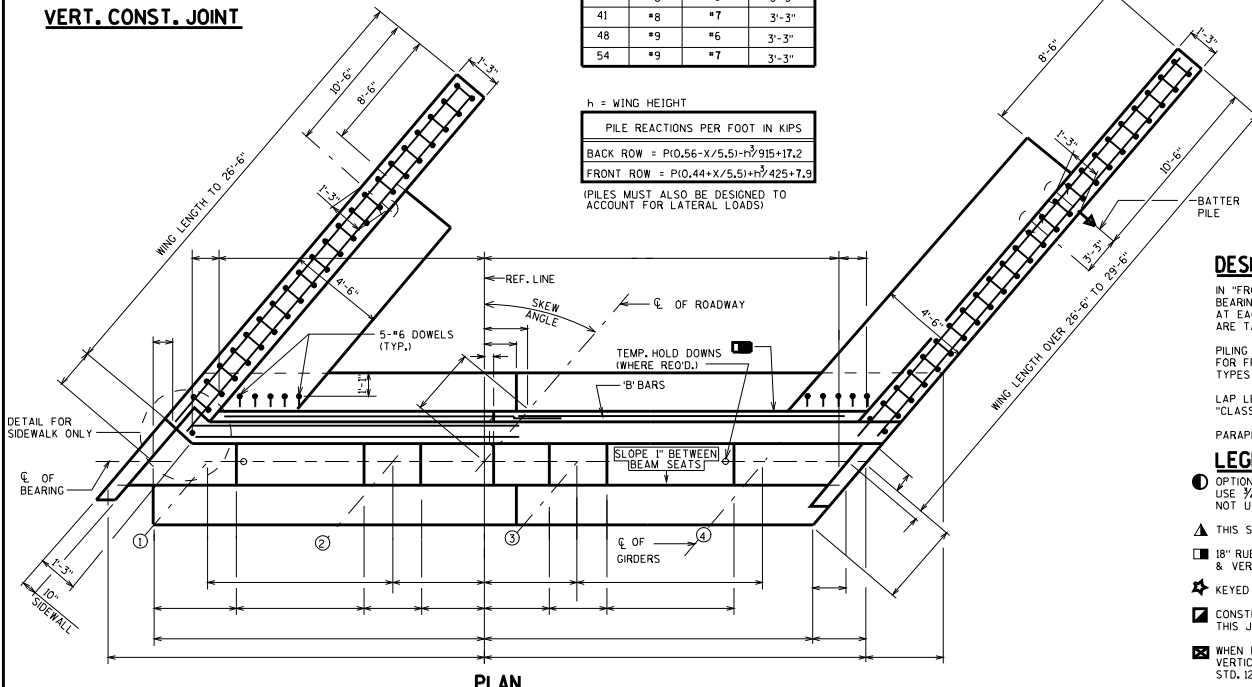 VERT. CONST. JOINT
41 #8 #7 3'-3"
48 #9 #6 3'-3"
54 #9 #7 3'-3"
h = WING HEIGHT
PILE REACTIONS PER FOOT IN KIPS
BACK ROW = P(0.56-X/5.5)-h³/915+17.2
FRONT ROW = P(0.44+X/5.5)+h³/425+7.9
(PILES MUST ALSO BE DESIGNED TO
ACCOUNT FOR LATERAL LOADS)
10'-6"
8'-6"
1'-3"
1'-3"
WING LENGTH TO 26'-6"
4'-6"
8'-6"
1'-3"
1'-3"
10'-6"
BATTER
PILE
3'-3"
4'-6"
WING LENGTH OVER 26'-6" TO 29'-6"
REF. LINE
SKEW
ANGLE
℄ OF ROADWAY
5-#6 DOWELS
(TYP.)
1'-1"
TEMP. HOLD DOWNS
(WHERE REQ'D.)
'B' BARS
DETAIL FOR
SIDEWALK ONLY
℄ OF
BEARING
SLOPE 1" BETWEEN
BEAM SEATS
1
2
3
4
℄ OF
GIRDERS
1'-3"
10"
SIDEWALL
PLAN
IN "FRO
BEARIN
AT EAC
ARE T
PILING
FOR F
TYPES
LAP LE
"CLASS
PARAP
OPTION
NOT U
THIS S
18" RUB
& VER
KEYED
CONST
THIS J
WHEN
VERTIC
STD. 12